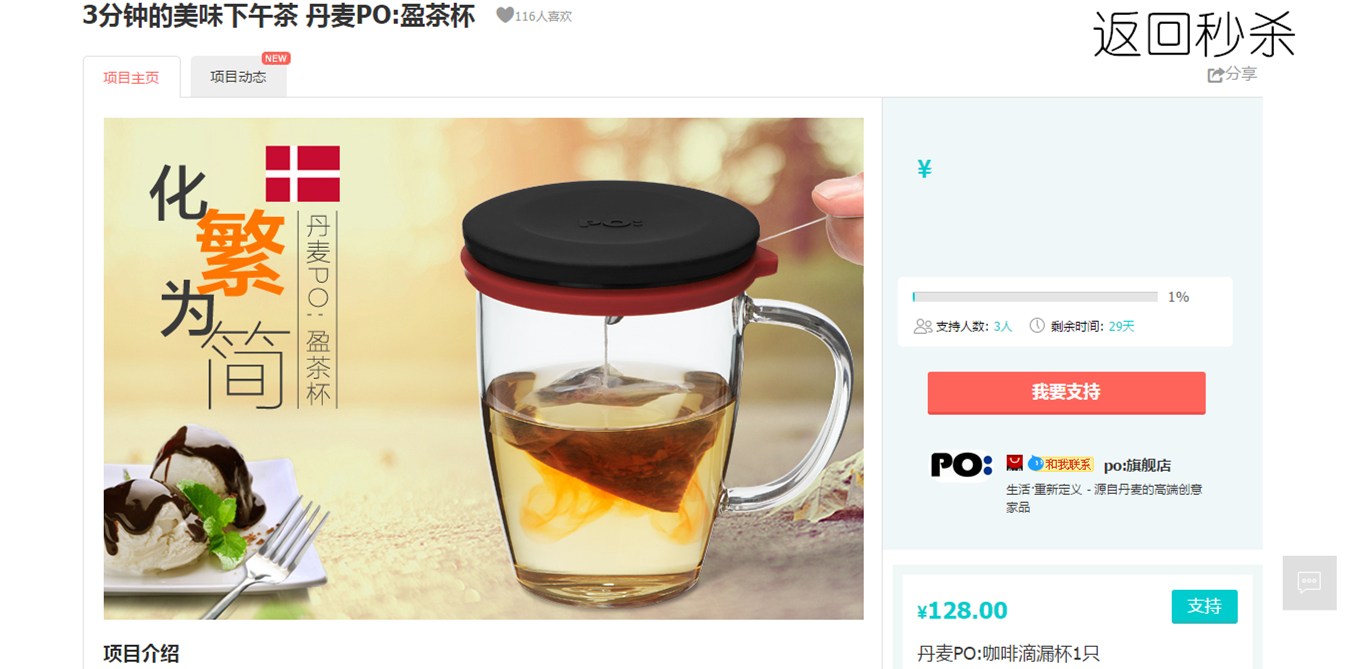 3分钟的美味下午茶 丹麦PO:盈茶杯
116人喜欢
返回秒杀
分享
项目主页
项目动态
NEW
化
繁
为
简
丹麦PO:盈茶杯
PO:
¥
1%
支持人数: 3人
剩余时间: 29天
我要支持
PO:
和我联系
po:旗舰店
生活‘重新定义 - 源自丹麦的高端创意
家品
¥128.00
支持
丹麦PO:咖啡滴漏杯1只
项目介绍